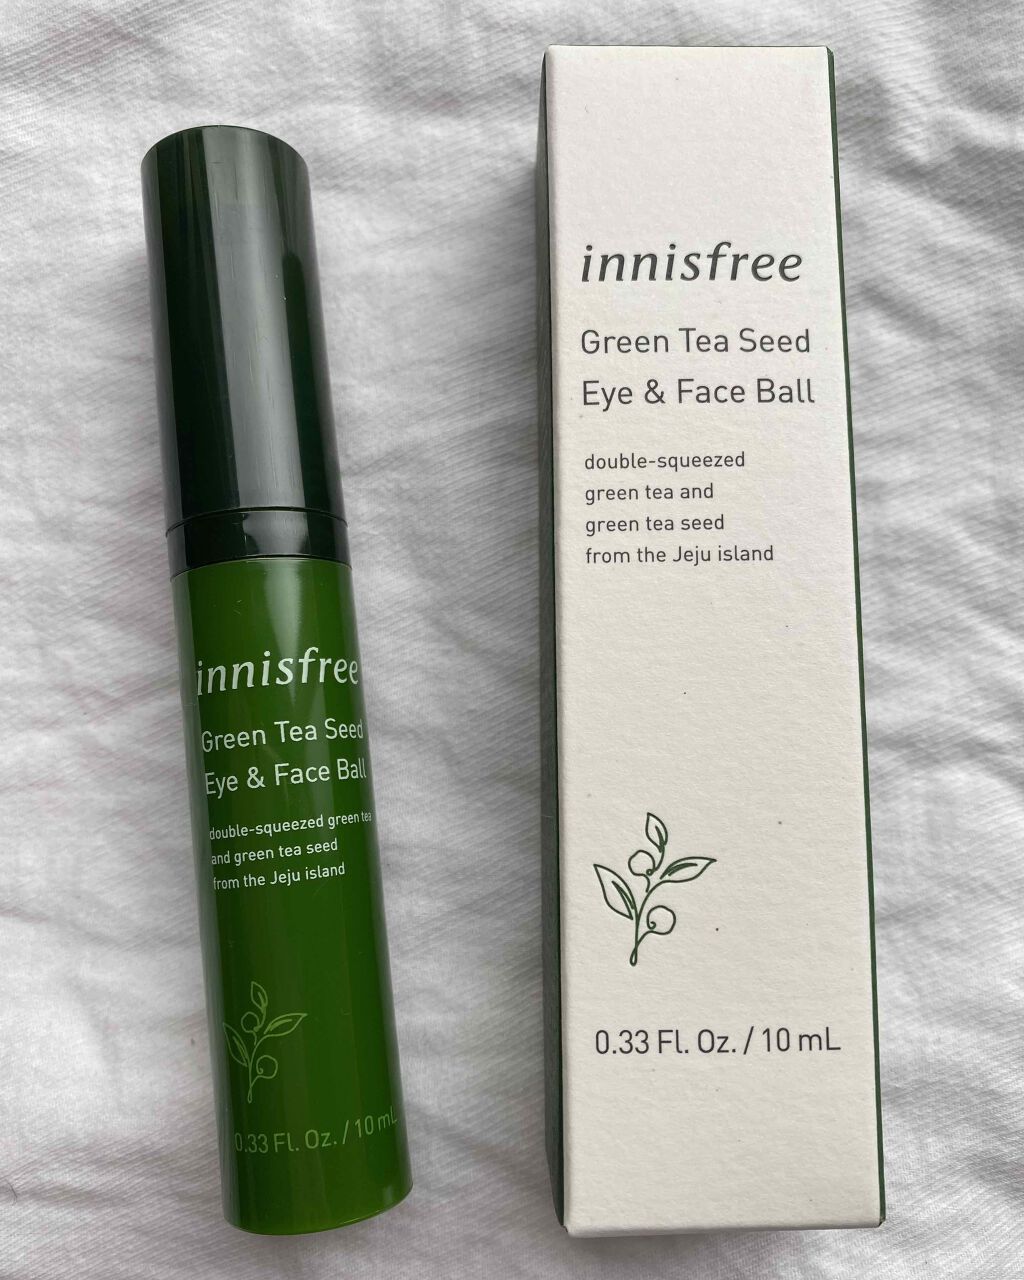 innisfree
Green Tea Seed
Eye & Face Ball
double-squeezed green tea
and green tea seed
from the Jeju island
0.33 Fl. Oz. / 10 mL
innisfree
Green Tea Seed
Eye & Face Ball
double-squeezed
green tea and
green tea seed
from the Jeju island
0.33 Fl. Oz. / 10 mL